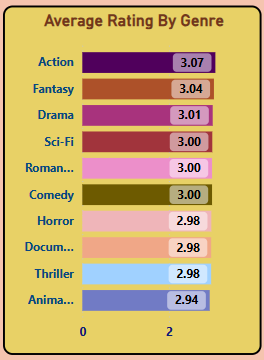 Average Rating By Genre
Action 3.07
Fantasy 3.04
Drama 3.01
Sci-Fi 3.00
Roman... 3.00
Comedy 3.00
Horror 2.98
Docum... 2.98
Thriller 2.98
Anima... 2.94
0 2